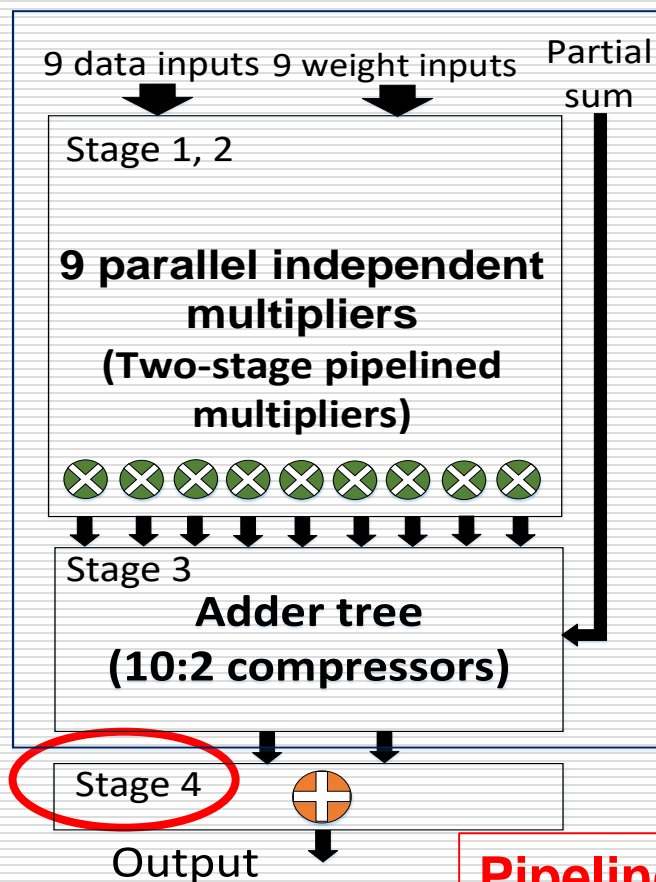 9 data inputs 9 weight inputs
Partial
sum
Stage 1, 2
9 parallel independent
multipliers
(Two-stage pipelined
multipliers)
Stage 3
Adder tree
(10:2 compressors)
Stage 4
Output
Pipeline